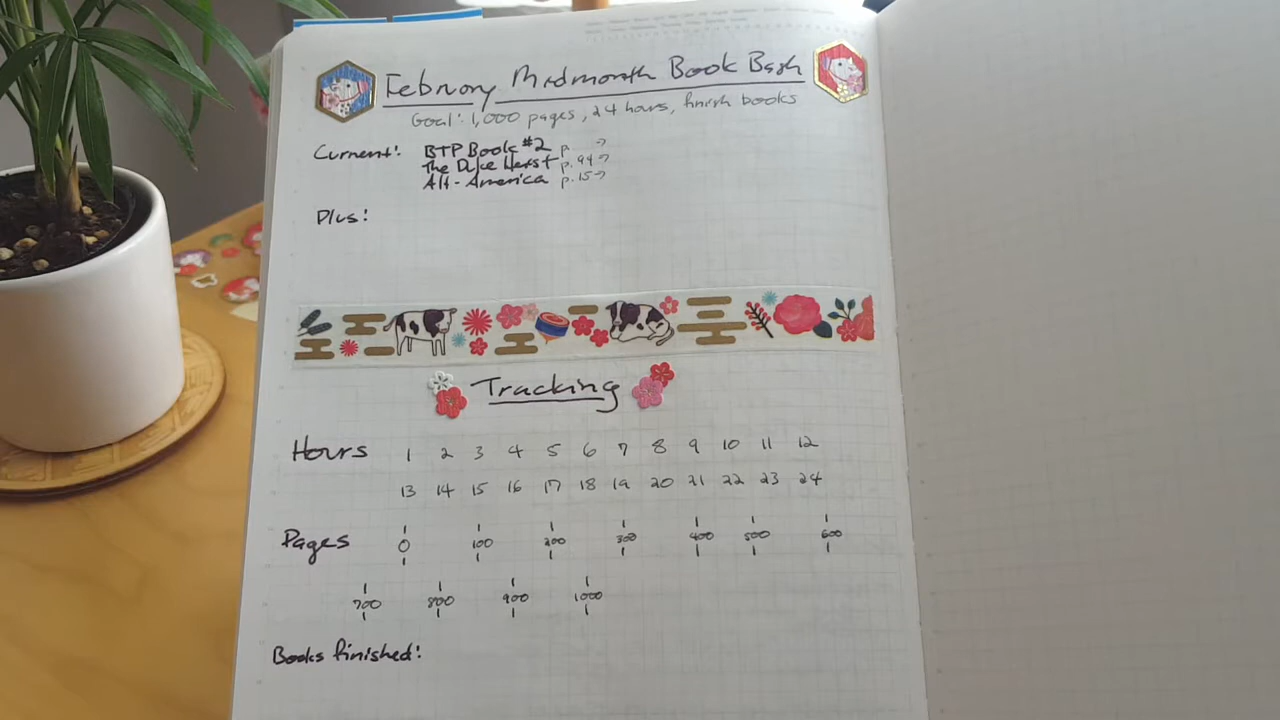 February Midmonth Book Bash
Goal: 1,000 pages, 24 hours, finish books
Current: BTP Book #2 p. →
The Duke Heist p.94→
Alt-America p.15→
Plus:
Tracking
Hours 1 2 3 4 5 6 7 8 9 10 11 12
13 14 15 16 17 18 19 20 21 22 23 24
Pages 0 100 200 300 400 500 600
700 800 900 1000
Books finished: